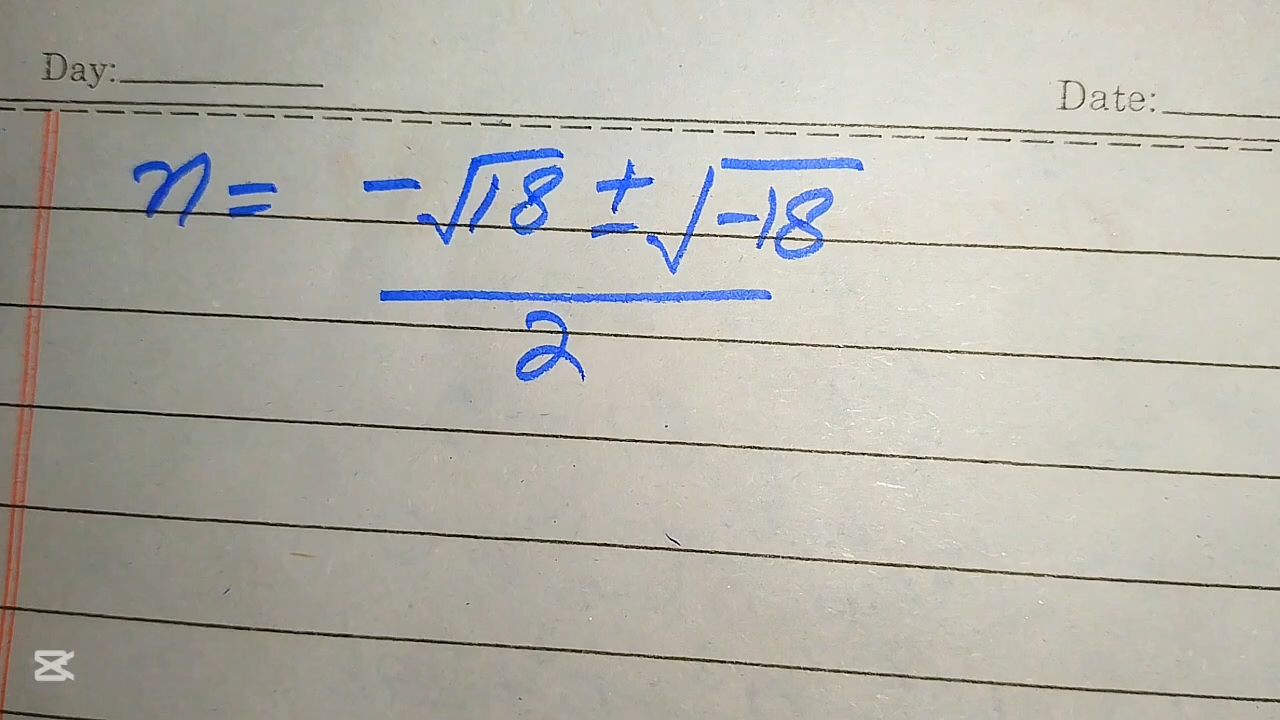 Day:
Date:
n = -√18 ± √-18
2